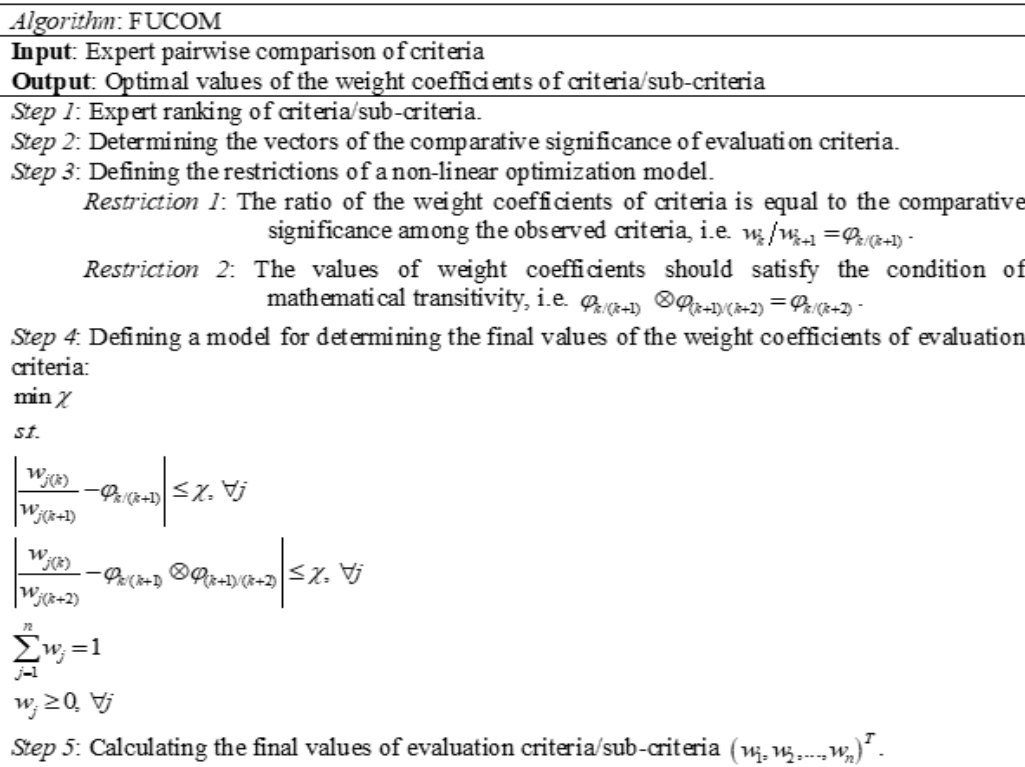 Algorithm: FUCOM
Input: Expert pairwise comparison of criteria
Output: Optimal values of the weight coefficients of criteria/sub-criteria
Step 1: Expert ranking of criteria/sub-criteria.
Step 2: Determining the vectors of the comparative significance of evaluation criteria.
Step 3: Defining the restrictions of a non-linear optimization model.
Restriction 1: The ratio of the weight coefficients of criteria is equal to the comparative
significance among the observed criteria, i.e. w_k/w_{k+1} = φ_{k/(k+1)}.
Restriction 2: The values of weight coefficients should satisfy the condition of
mathematical transitivity, i.e. φ_{k/(k+1)} ⊗ φ_{(k+1)/(k+2)} = φ_{k/(k+2)}.
Step 4: Defining a model for determining the final values of the weight coefficients of evaluation
criteria:
min χ
s.t.
|w_{j(k)}/w_{j(k+1)} − φ_{k/(k+1)}| ≤ χ, ∀j
|w_{j(k)}/w_{j(k+2)} − φ_{k/(k+1)} ⊗ φ_{(k+1)/(k+2)}| ≤ χ, ∀j
∑_{j=1}^{n} w_j = 1
w_j ≥ 0, ∀j
Step 5: Calculating the final values of evaluation criteria/sub-criteria (w_1, w_2, ..., w_n)^T.